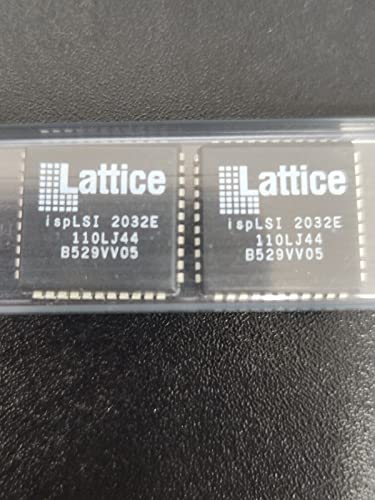 Lattice
ispLSI 2032E
110LJ44
B529VV05
Lattice
ispLSI 2032E
110LJ44
B529VV05